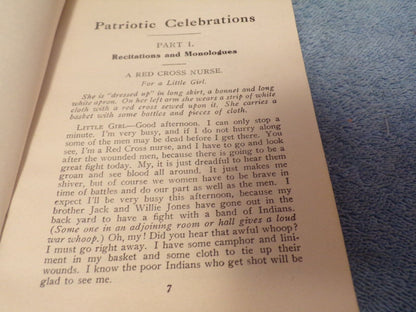 Patriotic Celebrations
PART I.
Recitations and Monologues
A RED CROSS NURSE.
For a Little Girl.
She is "dressed up" in long skirt, a bonnet and long
white apron. On her left arm she wears a strip of white
cloth with a red cross sewed upon it. She carries a
basket with some bottles and pieces of cloth.
LITTLE GIRL—Good afternoon. I can only stop a
minute. I'm very busy, and if I do not hurry along
some of the men may be dead before I get there. You
see, I'm a Red Cross nurse, and I have to go and look
after the wounded men, because there is going to be a
great fight today. My, it is just dreadful to hear them
groan and see blood all around. It just makes me
shiver, but of course we women have to be brave in
time of battles and do our part as well as the men. I
expect I'll be very busy this afternoon, because my
brother Jack and Willie Jones have gone out in the
back yard to have a fight with a band of Indians.
(Some one in an adjoining room or hall gives a loud
war whoop.) Oh, my! Did you hear that awful whoop?
I must go right away. I have some camphor and lini-
ment in my basket and some cloth to tie up their
wounds. I know the poor Indians who get shot will be
glad to see me.
7